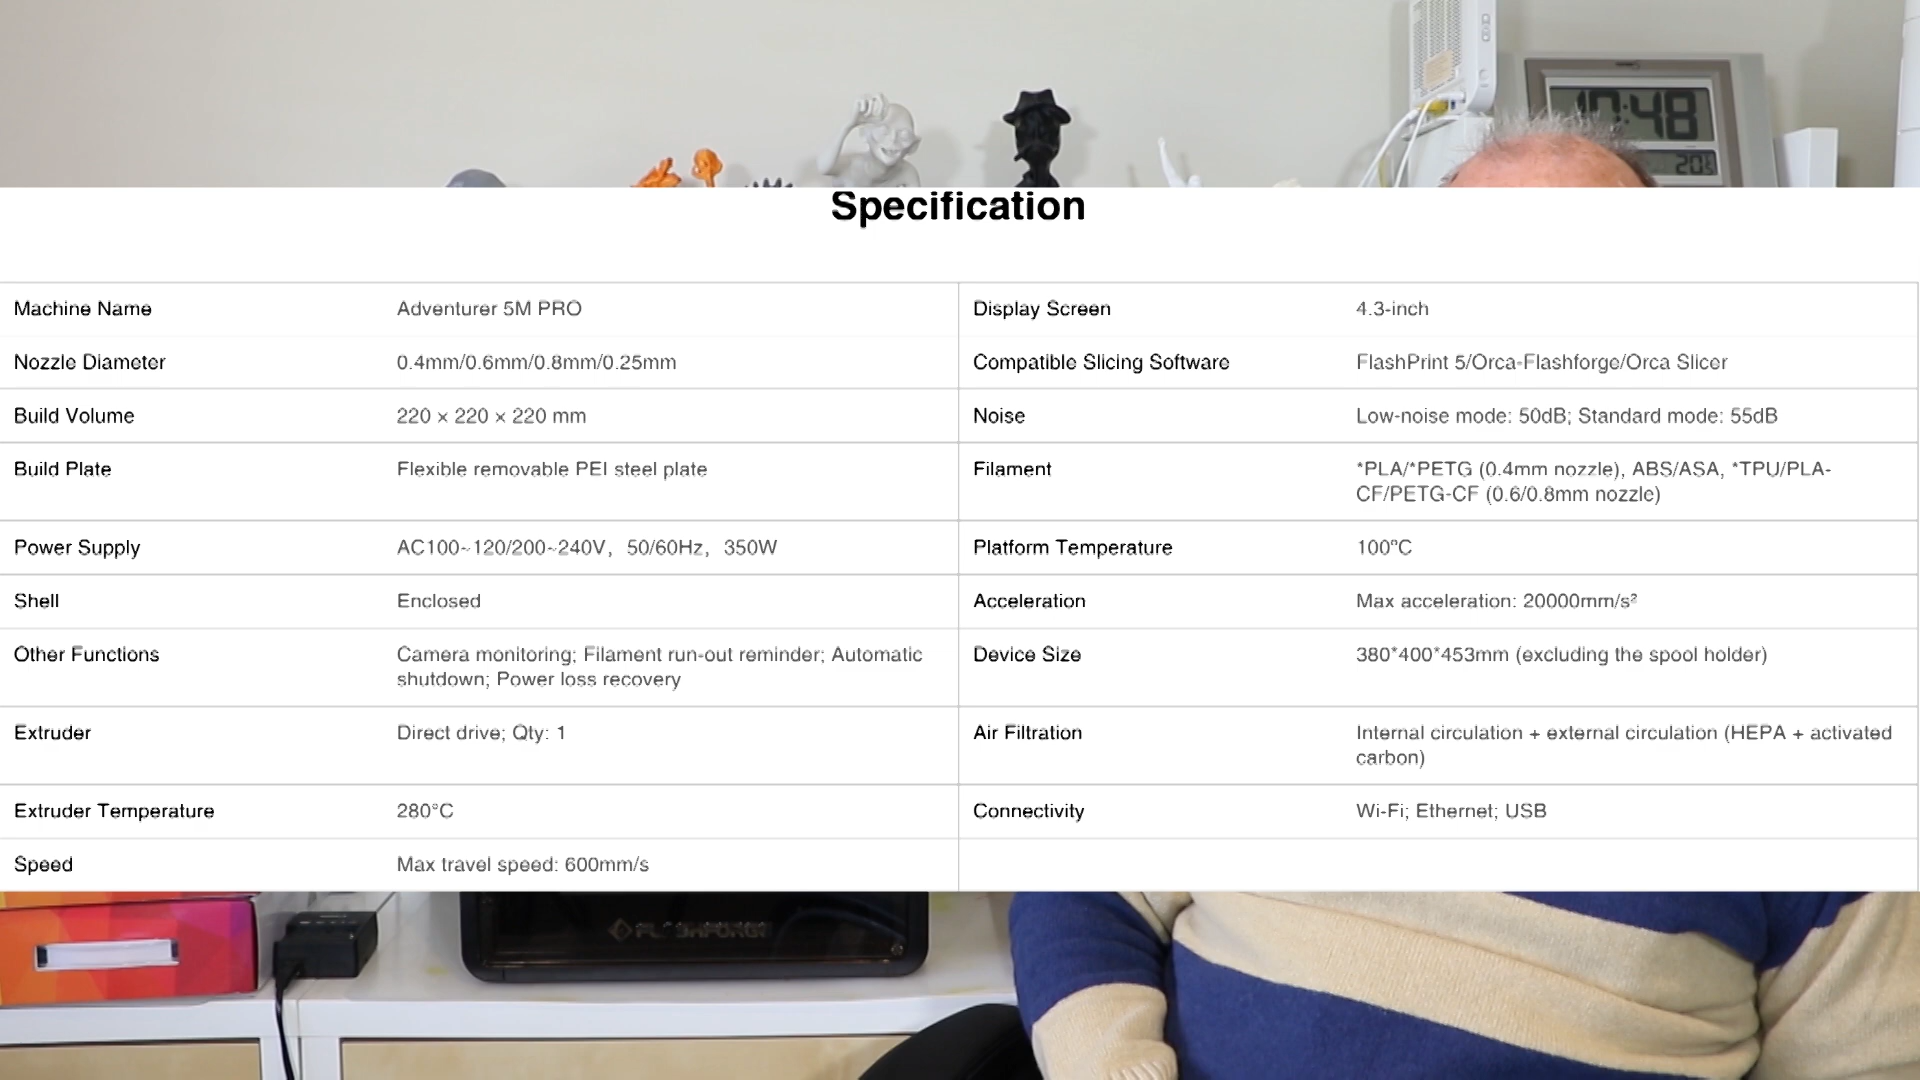 10:48
20.5
Specification
Machine Name Adventurer 5M PRO
Display Screen 4.3-inch
Nozzle Diameter 0.4mm/0.6mm/0.8mm/0.25mm
Compatible Slicing Software FlashPrint 5/Orca-Flashforge/Orca Slicer
Build Volume 220 × 220 × 220 mm
Noise Low-noise mode: 50dB; Standard mode: 55dB
Build Plate Flexible removable PEI steel plate
Filament *PLA/*PETG (0.4mm nozzle), ABS/ASA, *TPU/PLA-
CF/PETG-CF (0.6/0.8mm nozzle)
Power Supply AC100~120/200~240V, 50/60Hz, 350W
Platform Temperature 100°C
Shell Enclosed
Acceleration Max acceleration: 20000mm/s²
Other Functions Camera monitoring; Filament run-out reminder; Automatic
shutdown; Power loss recovery
Device Size 380*400*453mm (excluding the spool holder)
Extruder Direct drive; Qty: 1
Air Filtration Internal circulation + external circulation (HEPA + activated
carbon)
Extruder Temperature 280°C
Connectivity Wi-Fi; Ethernet; USB
Speed Max travel speed: 600mm/s
FLASHFORGE